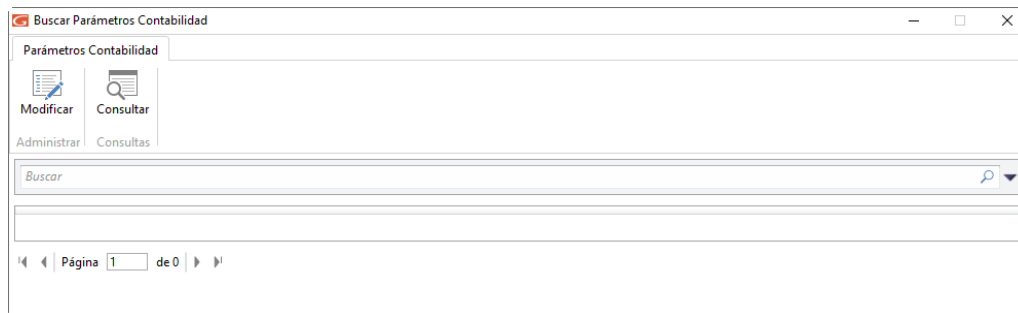 Buscar Parámetros Contabilidad
Parámetros Contabilidad
Modificar Consultar
Administrar Consultas
Buscar
Página 1 de 0